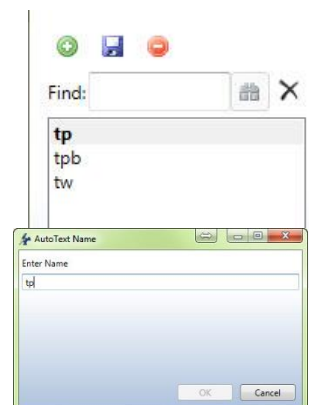 Find:
tp
tpb
tw
AutoText Name
Enter Name
tp
OK Cancel